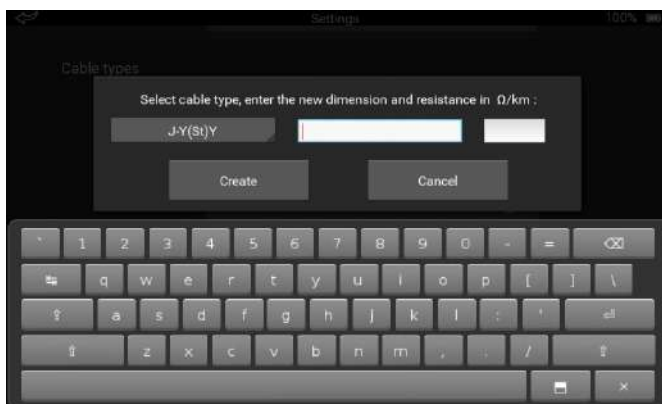 Settings 100%
Cable types
Select cable type, enter the new dimension and resistance in Ω/km :
J-Y(St)Y
Create Cancel
` 1 2 3 4 5 6 7 8 9 0 - =
q w e r t y u i o p [ ] \
a s d f g h j k l ; '
z x c v b n m , . /